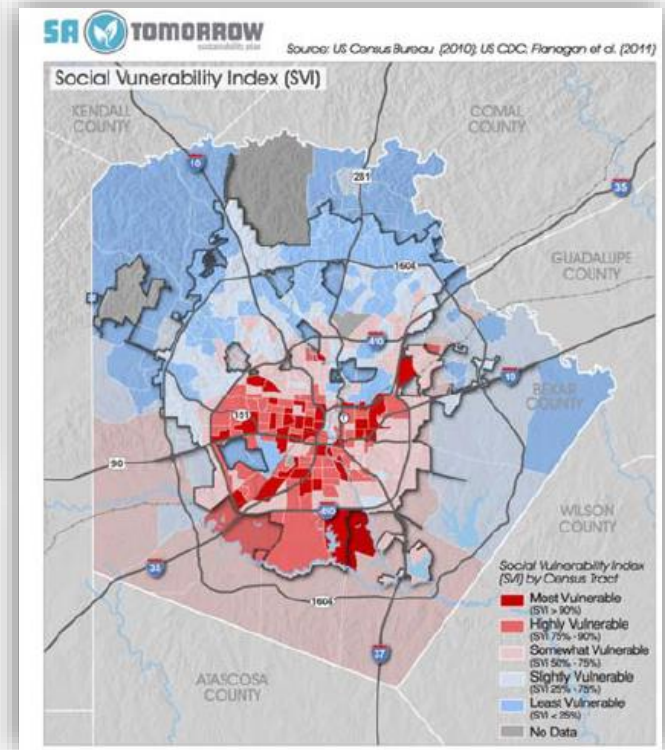 SA TOMORROW
sustainability plan
Source: US Census Bureau (2010); US CDC; Flanagan et al. (2011)
Social Vunerability Index (SVI)
KENDALL
COUNTY
COMAL
COUNTY
10
281
35
GUADALUPE
COUNTY
1604
410
10
BEXAR
COUNTY
151
90
WILSON
COUNTY
410
35
1604
37
ATASCOSA
COUNTY
Social Vulnerability Index
(SVI) by Census Tract
Most Vulnerable
(SVI > 90%)
Highly Vulnerable
(SVI 75% - 90%)
Somewhat Vulnerable
(SVI 50% - 75%)
Slightly Vulnerable
(SVI 25% - 75%)
Least Vulnerable
(SVI < 25%)
No Data